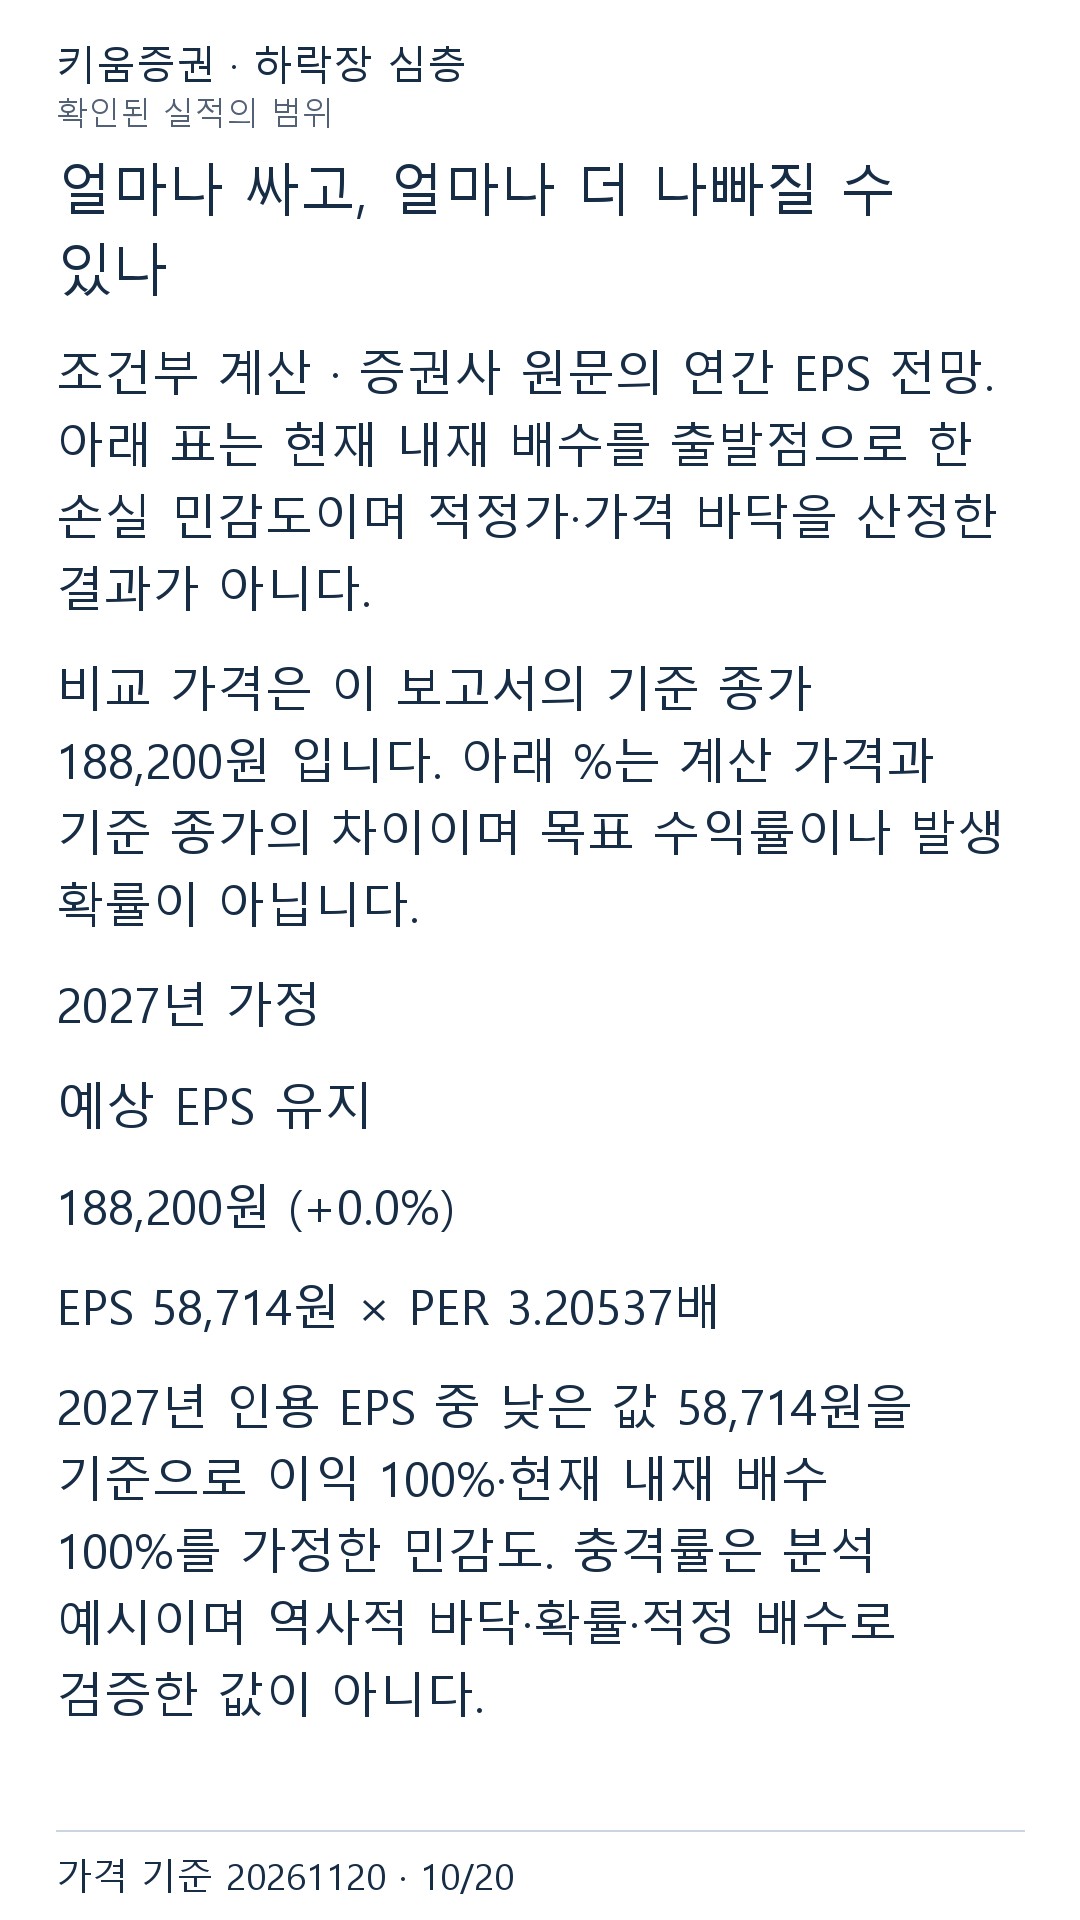 키움증권 · 하락장 심층
확인된 실적의 범위
얼마나 싸고, 얼마나 더 나빠질 수
있나
조건부 계산 · 증권사 원문의 연간 EPS 전망.
아래 표는 현재 내재 배수를 출발점으로 한
손실 민감도이며 적정가·가격 바닥을 산정한
결과가 아니다.
비교 가격은 이 보고서의 기준 종가
188,200원 입니다. 아래 %는 계산 가격과
기준 종가의 차이이며 목표 수익률이나 발생
확률이 아닙니다.
2027년 가정
예상 EPS 유지
188,200원 (+0.0%)
EPS 58,714원 × PER 3.20537배
2027년 인용 EPS 중 낮은 값 58,714원을
기준으로 이익 100%·현재 내재 배수
100%를 가정한 민감도. 충격률은 분석
예시이며 역사적 바닥·확률·적정 배수로
검증한 값이 아니다.
가격 기준 20261120 · 10/20